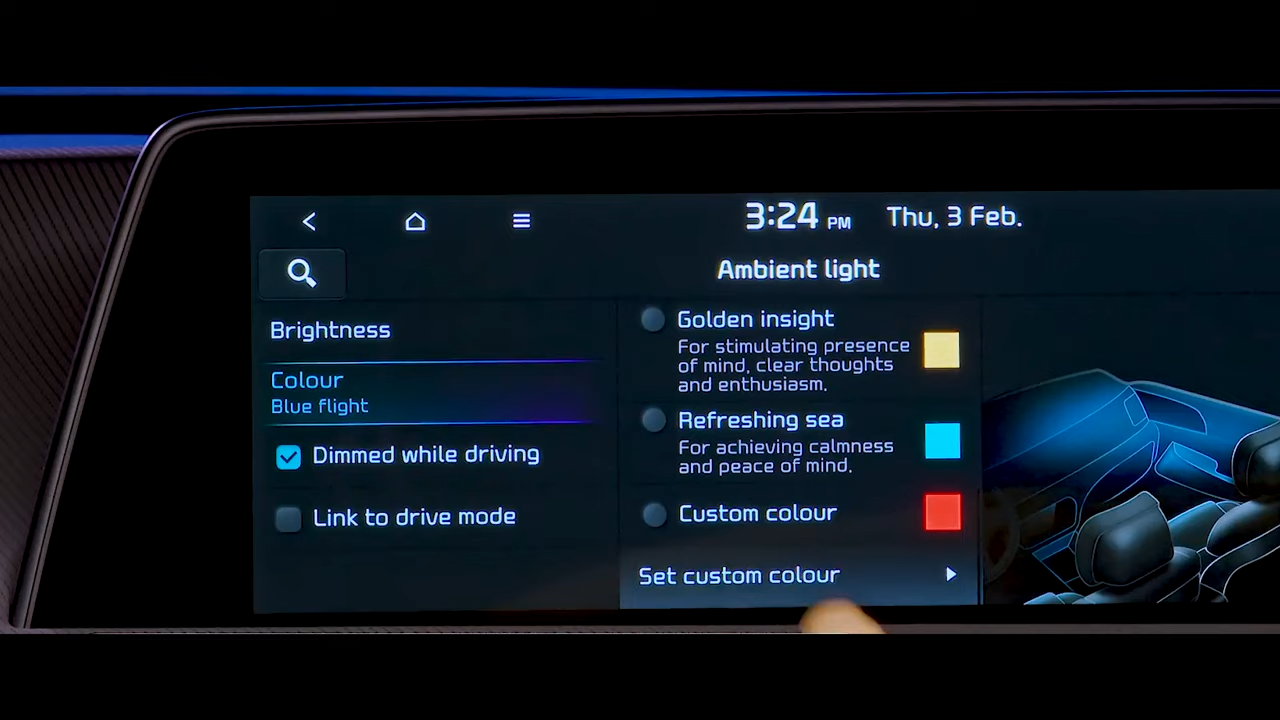 3:24 PM Thu, 3 Feb.
Ambient light
Brightness
Colour
Blue flight
Dimmed while driving
Link to drive mode
Golden insight
For stimulating presence
of mind, clear thoughts
and enthusiasm.
Refreshing sea
For achieving calmness
and peace of mind.
Custom colour
Set custom colour